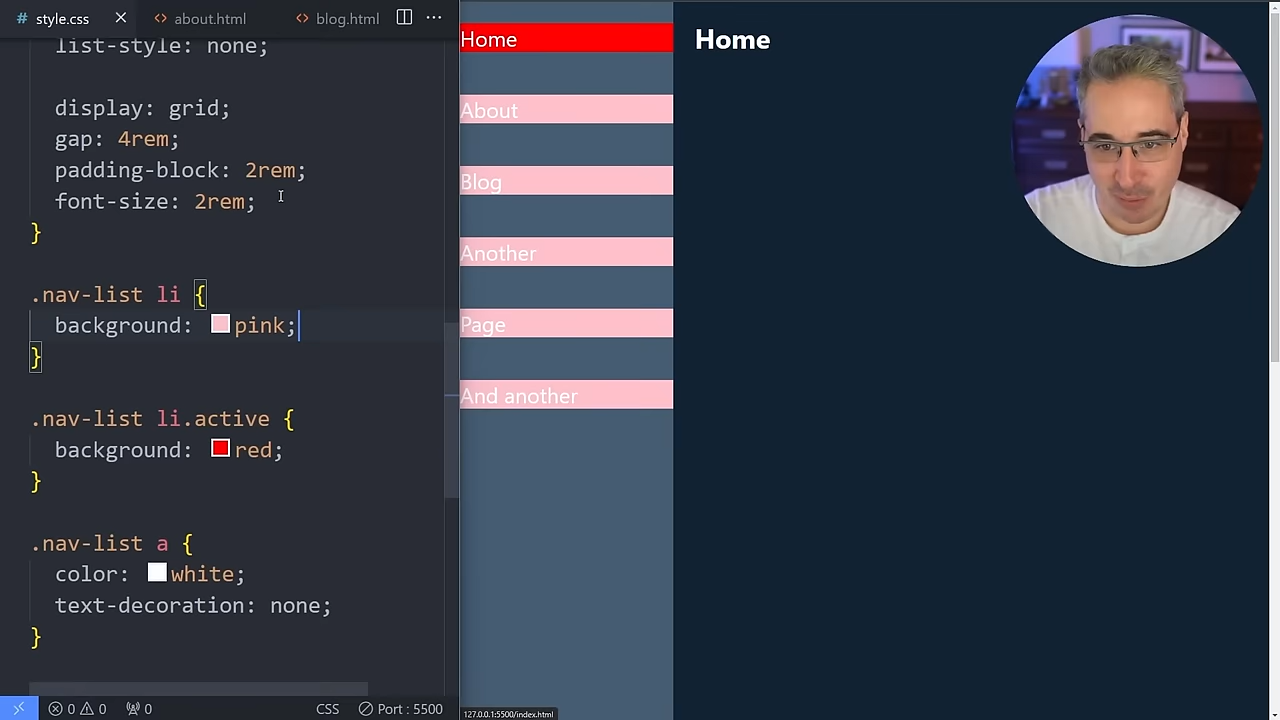 style.css
about.html
blog.html
list-style: none;
display: grid;
gap: 4rem;
padding-block: 2rem;
font-size: 2rem;
}
.nav-list li {
background: pink;
}
.nav-list li.active {
background: red;
}
.nav-list a {
color: white;
text-decoration: none;
}
0 0 0 CSS Port : 5500
Home
About
Blog
Another
Page
And another
127.0.0.1:5500/index.html
Home